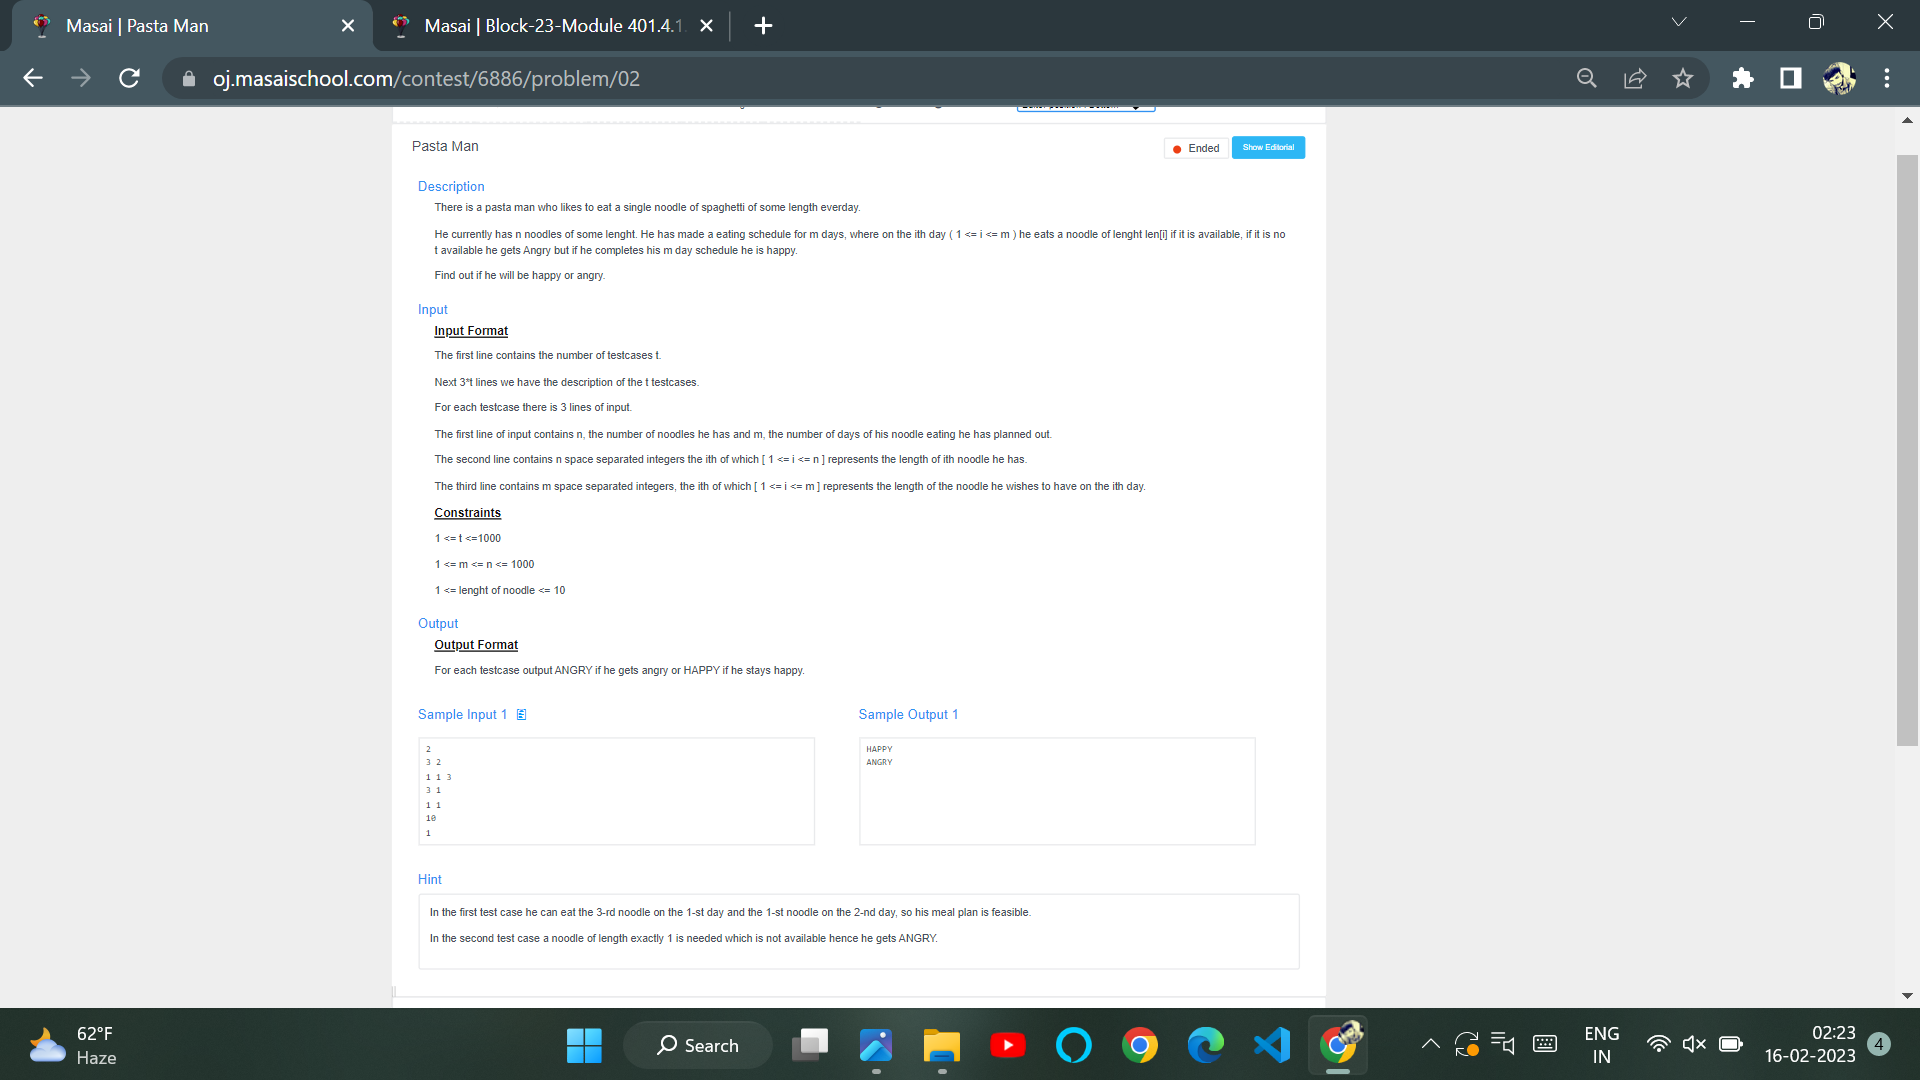 Masai | Pasta Man
Masai | Block-23-Module 401.4.1
oj.masaischool.com/contest/6886/problem/02
Pasta Man
Ended
Show Editorial
Description
There is a pasta man who likes to eat a single noodle of spaghetti of some length everday.
He currently has n noodles of some lenght. He has made a eating schedule for m days, where on the ith day ( 1 <= i <= m ) he eats a noodle of lenght len[i] if it is available, if it is no
t available he gets Angry but if he completes his m day schedule he is happy.
Find out if he will be happy or angry.
Input
Input Format
The first line contains the number of testcases t.
Next 3*t lines we have the description of the t testcases.
For each testcase there is 3 lines of input.
The first line of input contains n, the number of noodles he has and m, the number of days of his noodle eating he has planned out.
The second line contains n space separated integers the ith of which [ 1 <= i <= n ] represents the length of ith noodle he has.
The third line contains m space separated integers, the ith of which [ 1 <= i <= m ] represents the length of the noodle he wishes to have on the ith day.
Constraints
1 <= t <=1000
1 <= m <= n <= 1000
1 <= lenght of noodle <= 10
Output
Output Format
For each testcase output ANGRY if he gets angry or HAPPY if he stays happy.
Sample Input 1
2
3 2
1 1 3
3 1
1 1
10
1
Sample Output 1
HAPPY
ANGRY
Hint
In the first test case he can eat the 3-rd noodle on the 1-st day and the 1-st noodle on the 2-nd day, so his meal plan is feasible.
In the second test case a noodle of length exactly 1 is needed which is not available hence he gets ANGRY.
62°F
Haze
Search
ENG
IN
02:23
16-02-2023
4